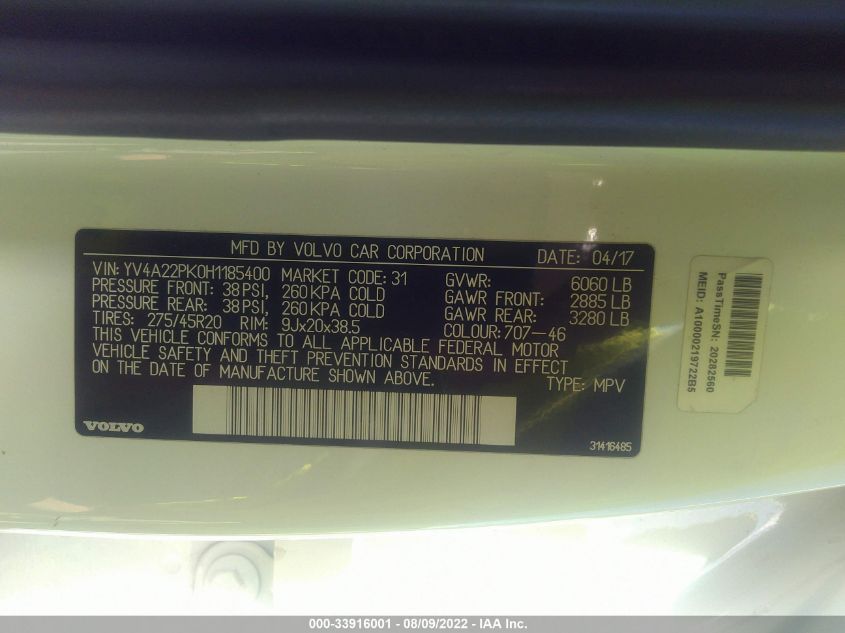 MFD BY VOLVO CAR CORPORATION DATE: 04/17
VIN: YV4A22PK0H1185400 MARKET CODE: 31
PRESSURE FRONT: 38 PSI, 260 KPA COLD
PRESSURE REAR: 38 PSI, 260 KPA COLD
TIRES: 275/45R20 RIM: 9Jx20x38.5
GVWR: 6060 LB
GAWR FRONT: 2885 LB
GAWR REAR: 3280 LB
COLOUR: 707-46
THIS VEHICLE CONFORMS TO ALL APPLICABLE FEDERAL MOTOR
VEHICLE SAFETY AND THEFT PREVENTION STANDARDS IN EFFECT
ON THE DATE OF MANUFACTURE SHOWN ABOVE.
TYPE: MPV
VOLVO
31416485
PassTimeSN: 20282560
MEID: A10000219722B5
000-33916001 - 08/09/2022 - IAA Inc.